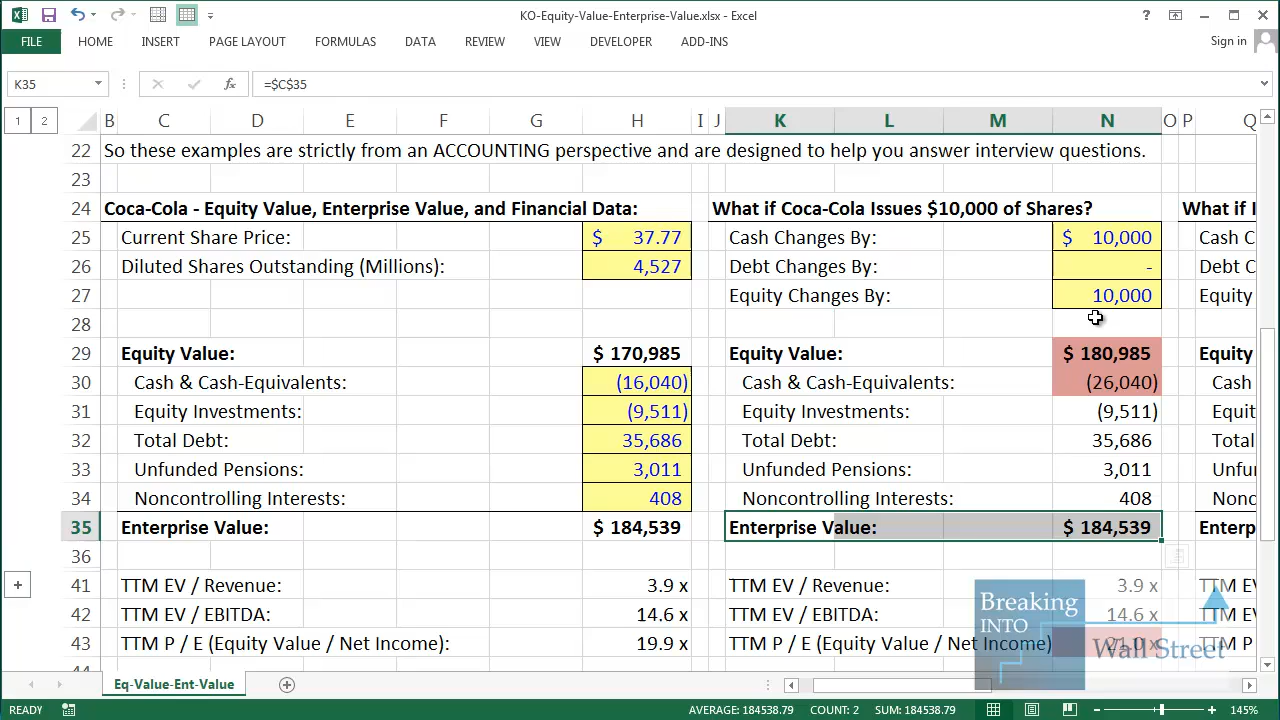 KO-Equity-Value-Enterprise-Value.xlsx - Excel
FILE HOME INSERT PAGE LAYOUT FORMULAS DATA REVIEW VIEW DEVELOPER ADD-INS Sign in
K35 fx =$C$35
1 2 B C D E F G H I J K L M N O P Q
22 So these examples are strictly from an ACCOUNTING perspective and are designed to help you answer interview questions.
23
24 Coca-Cola - Equity Value, Enterprise Value, and Financial Data: What if Coca-Cola Issues $10,000 of Shares? What if I
25 Current Share Price: $ 37.77 Cash Changes By: $ 10,000 Cash C
26 Diluted Shares Outstanding (Millions): 4,527 Debt Changes By: - Debt C
27 Equity Changes By: 10,000 Equity
28
29 Equity Value: $ 170,985 Equity Value: $ 180,985 Equity
30 Cash & Cash-Equivalents: (16,040) Cash & Cash-Equivalents: (26,040) Cash
31 Equity Investments: (9,511) Equity Investments: (9,511) Equit
32 Total Debt: 35,686 Total Debt: 35,686 Total
33 Unfunded Pensions: 3,011 Unfunded Pensions: 3,011 Unfu
34 Noncontrolling Interests: 408 Noncontrolling Interests: 408 Nonc
35 Enterprise Value: $ 184,539 Enterprise Value: $ 184,539 Enterp
36
41 TTM EV / Revenue: 3.9 x TTM EV / Revenue: 3.9 x TTM EV
42 TTM EV / EBITDA: 14.6 x TTM EV / EBITDA: 14.6 x TTM EV
43 TTM P / E (Equity Value / Net Income): 19.9 x TTM P / E (Equity Value / Net Income) 21.0 x TTM P
Breaking
INTO
Wall Street
Eq-Value-Ent-Value
READY AVERAGE: 184538.79 COUNT: 2 SUM: 184538.79 145%